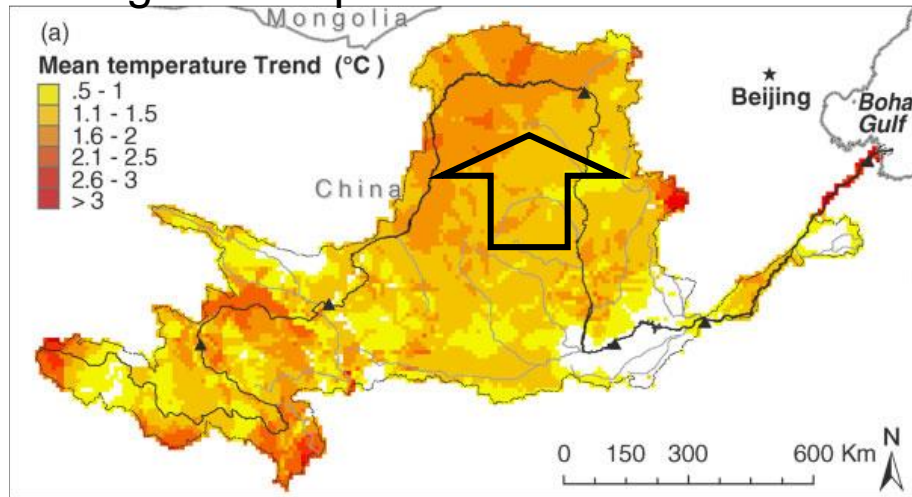 Mongolia
(a)
Mean temperature Trend (°C )
.5 - 1
1.1 - 1.5
1.6 - 2
2.1 - 2.5
2.6 - 3
> 3
Beijing
Boha
Gulf
China
0 150 300 600 Km
N